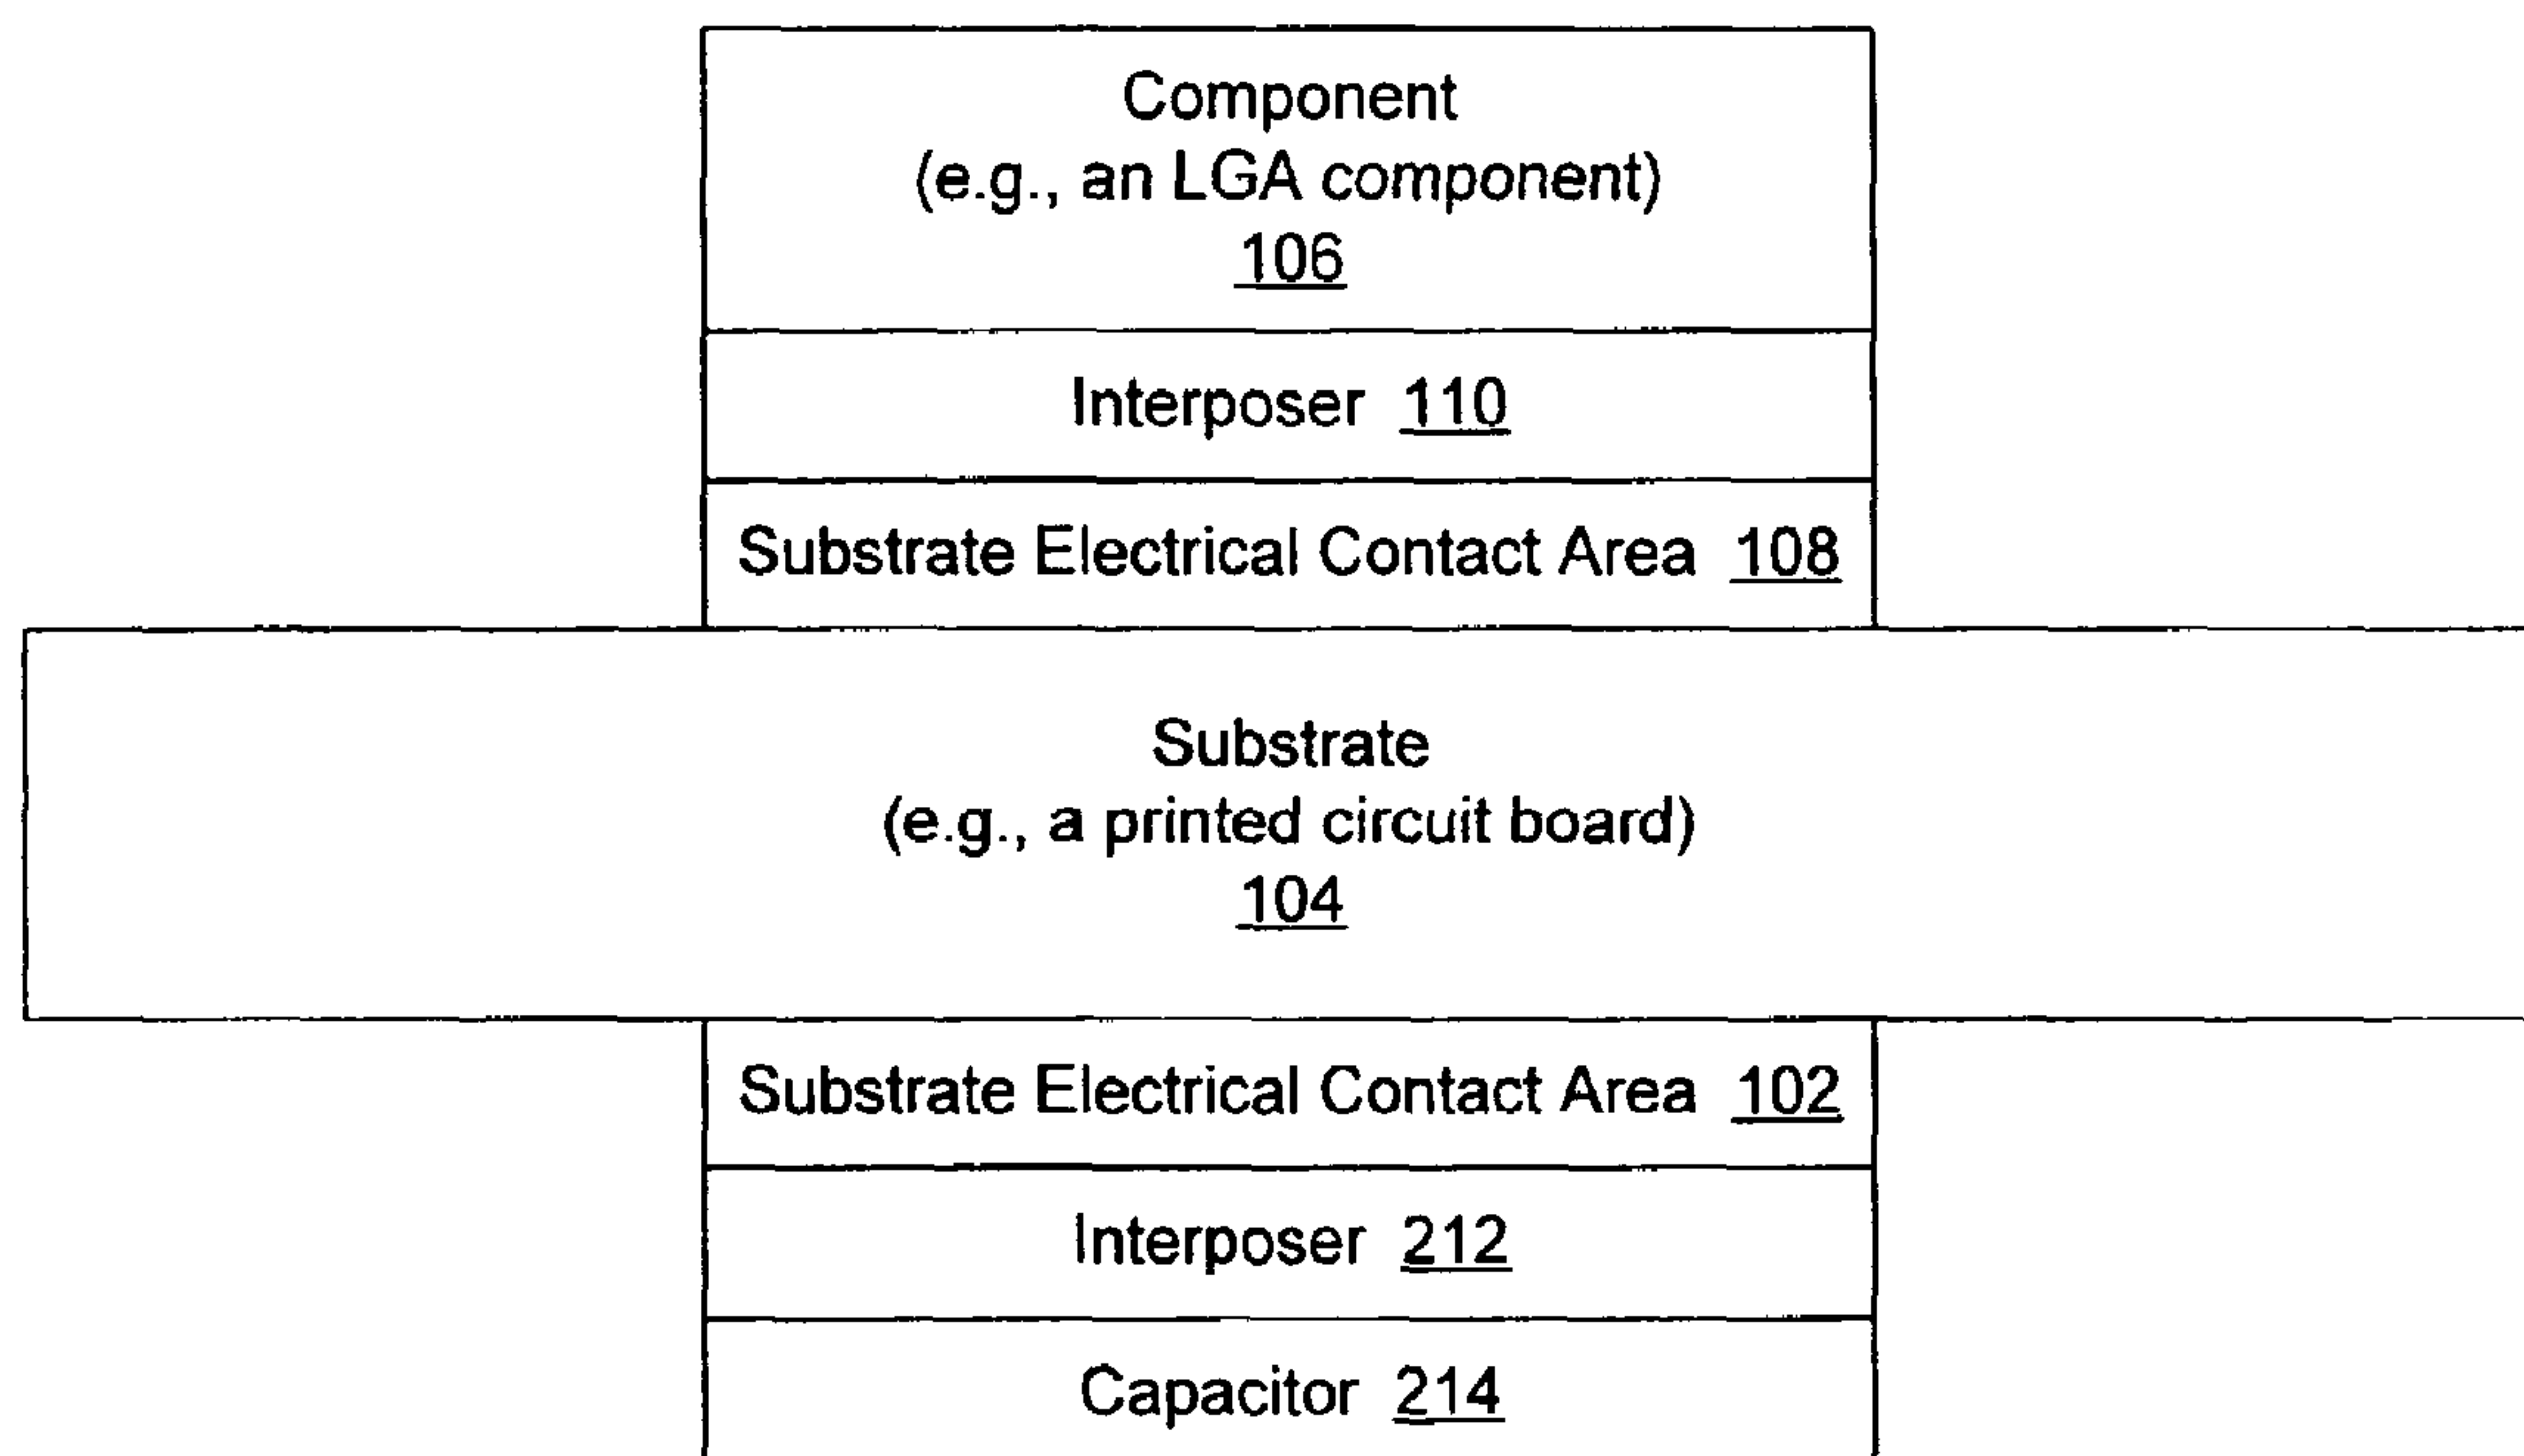 Component
(e.g., an LGA component)
106
Interposer 110
Substrate Electrical Contact Area 108
Substrate
(e.g., a printed circuit board)
104
Substrate Electrical Contact Area 102
Interposer 212
Capacitor 214